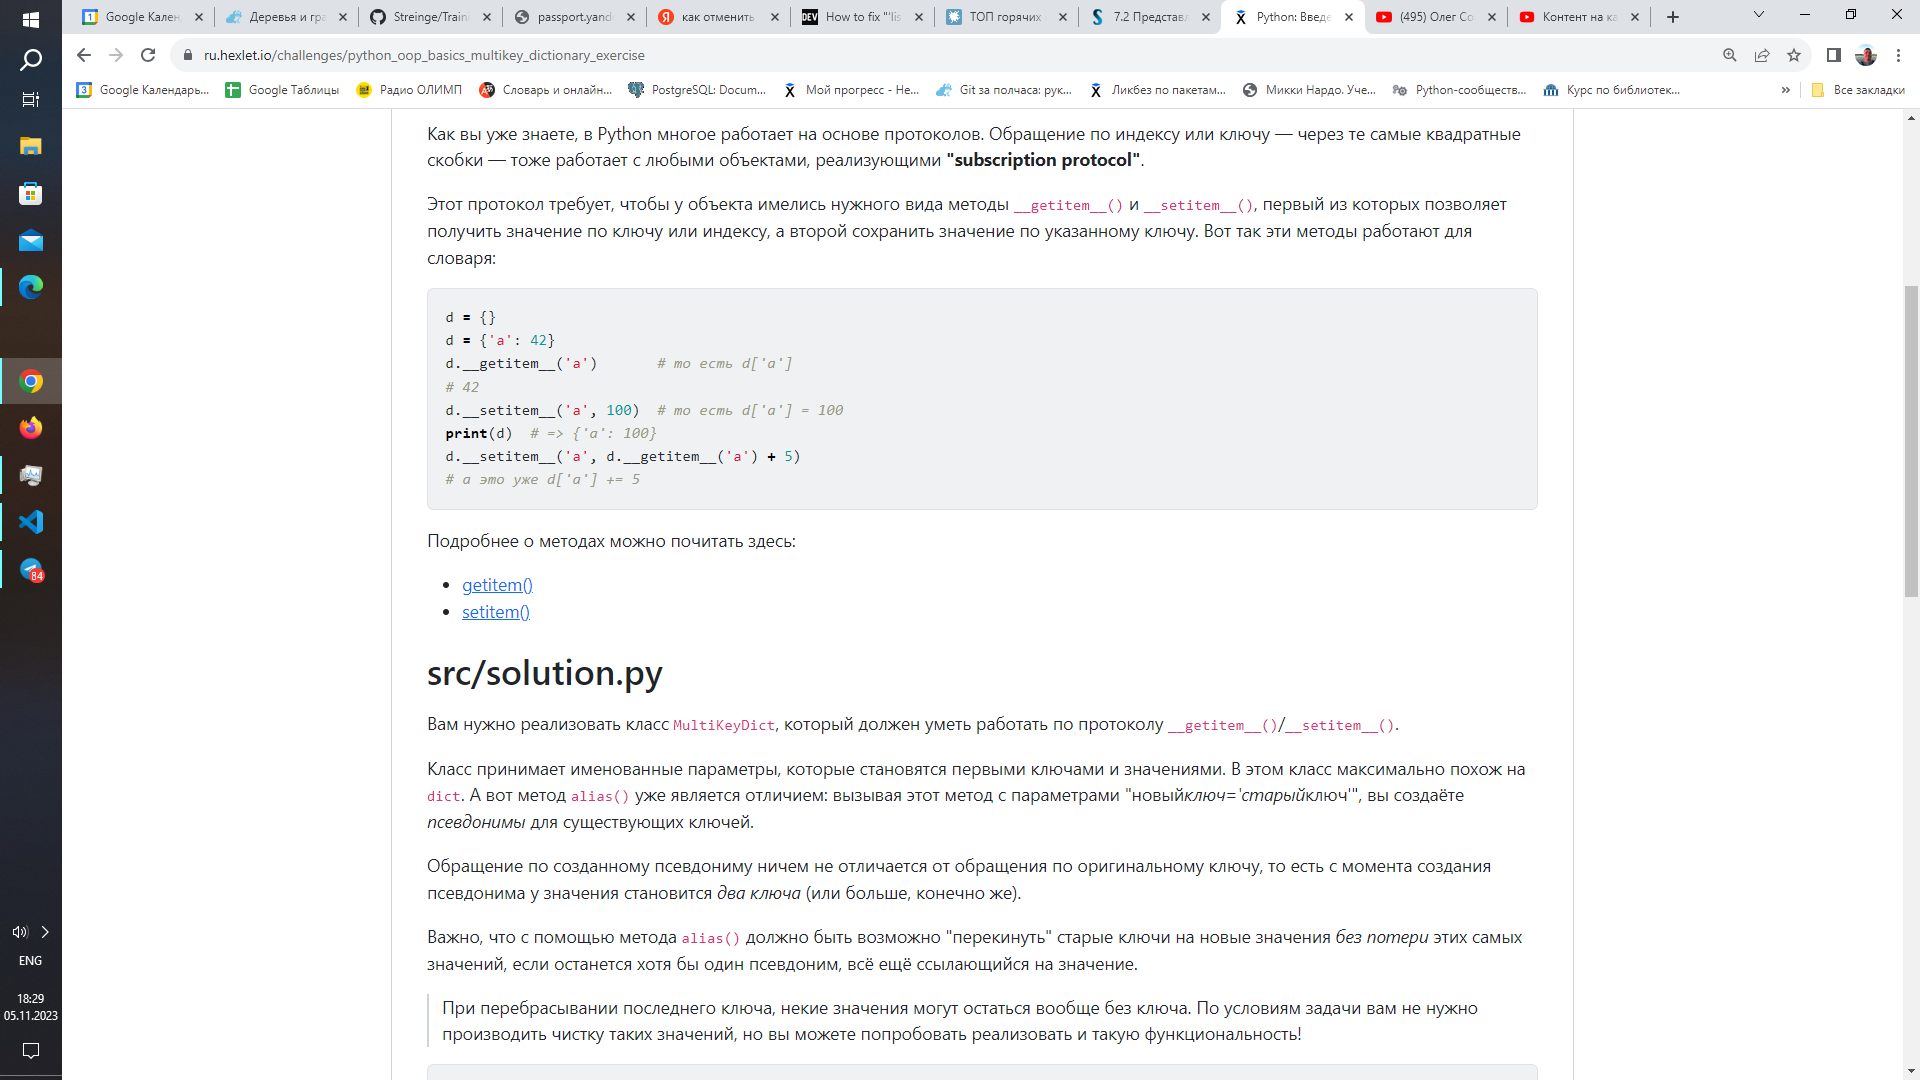 Google Кален
Деревья и гра
Streinge/Traini
passport.yande
как отменить
How to fix "'lis
ТОП горячих
7.2 Представл
Python: Введе
(495) Олег Со
Контент на ка
ru.hexlet.io/challenges/python_oop_basics_multikey_dictionary_exercise
Google Календарь...
Google Таблицы
Радио ОЛИМП
Словарь и онлайн...
PostgreSQL: Docum...
Мой прогресс - Не...
Git за полчаса: рук...
Ликбез по пакетам...
Микки Нардо. Уче...
Python-сообществ...
Курс по библиотек...
»
Все закладки
Как вы уже знаете, в Python многое работает на основе протоколов. Обращение по индексу или ключу — через те самые квадратные
скобки — тоже работает с любыми объектами, реализующими "subscription protocol".
Этот протокол требует, чтобы у объекта имелись нужного вида методы __getitem__() и __setitem__(), первый из которых позволяет
получить значение по ключу или индексу, а второй сохранить значение по указанному ключу. Вот так эти методы работают для
словаря:
d = {}
d = {'a': 42}
d.__getitem__('a')       # то есть d['a']
# 42
d.__setitem__('a', 100)  # то есть d['a'] = 100
print(d)  # => {'a': 100}
d.__setitem__('a', d.__getitem__('a') + 5)
# а это уже d['a'] += 5
Подробнее о методах можно почитать здесь:
• getitem()
• setitem()
src/solution.py
Вам нужно реализовать класс MultiKeyDict, который должен уметь работать по протоколу __getitem__()/__setitem__().
Класс принимает именованные параметры, которые становятся первыми ключами и значениями. В этом класс максимально похож на
dict. А вот метод alias() уже является отличием: вызывая этот метод с параметрами "новыйключ='старыйключ'", вы создаёте
псевдонимы для существующих ключей.
Обращение по созданному псевдониму ничем не отличается от обращения по оригинальному ключу, то есть с момента создания
псевдонима у значения становится два ключа (или больше, конечно же).
Важно, что с помощью метода alias() должно быть возможно "перекинуть" старые ключи на новые значения без потери этих самых
значений, если останется хотя бы один псевдоним, всё ещё ссылающийся на значение.
При перебрасывании последнего ключа, некие значения могут остаться вообще без ключа. По условиям задачи вам не нужно
производить чистку таких значений, но вы можете попробовать реализовать и такую функциональность!
84
ENG
18:29
05.11.2023